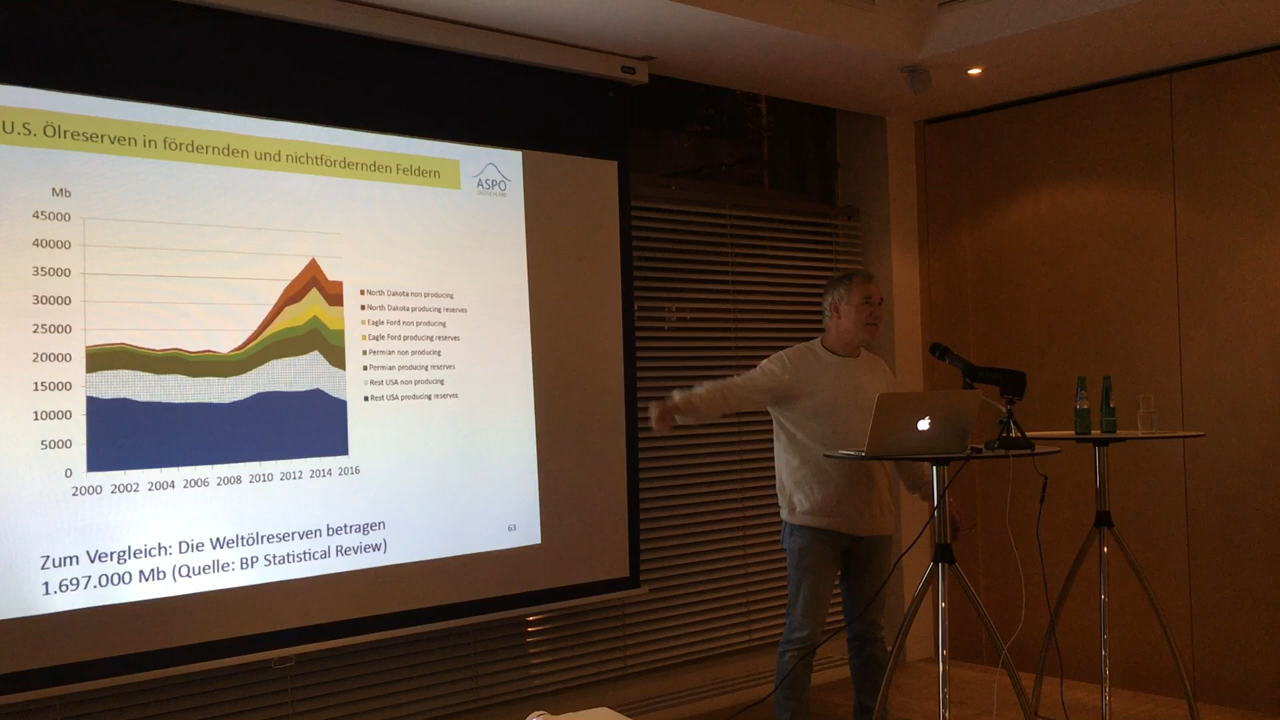 U.S. Ölreserven in fördernden und nichtfördernden Feldern
ASPO
DEUTSCHLAND
Mb
45000
40000
35000
30000
25000
20000
15000
10000
5000
0
2000 2002 2004 2006 2008 2010 2012 2014 2016
North Dakota non producing
North Dakota producing reserves
Eagle Ford non producing
Eagle Ford producing reserves
Permian non producing
Permian producing reserves
Rest USA non producing
Rest USA producing reserves
Zum Vergleich: Die Weltölreserven betragen
1.697.000 Mb (Quelle: BP Statistical Review)
63